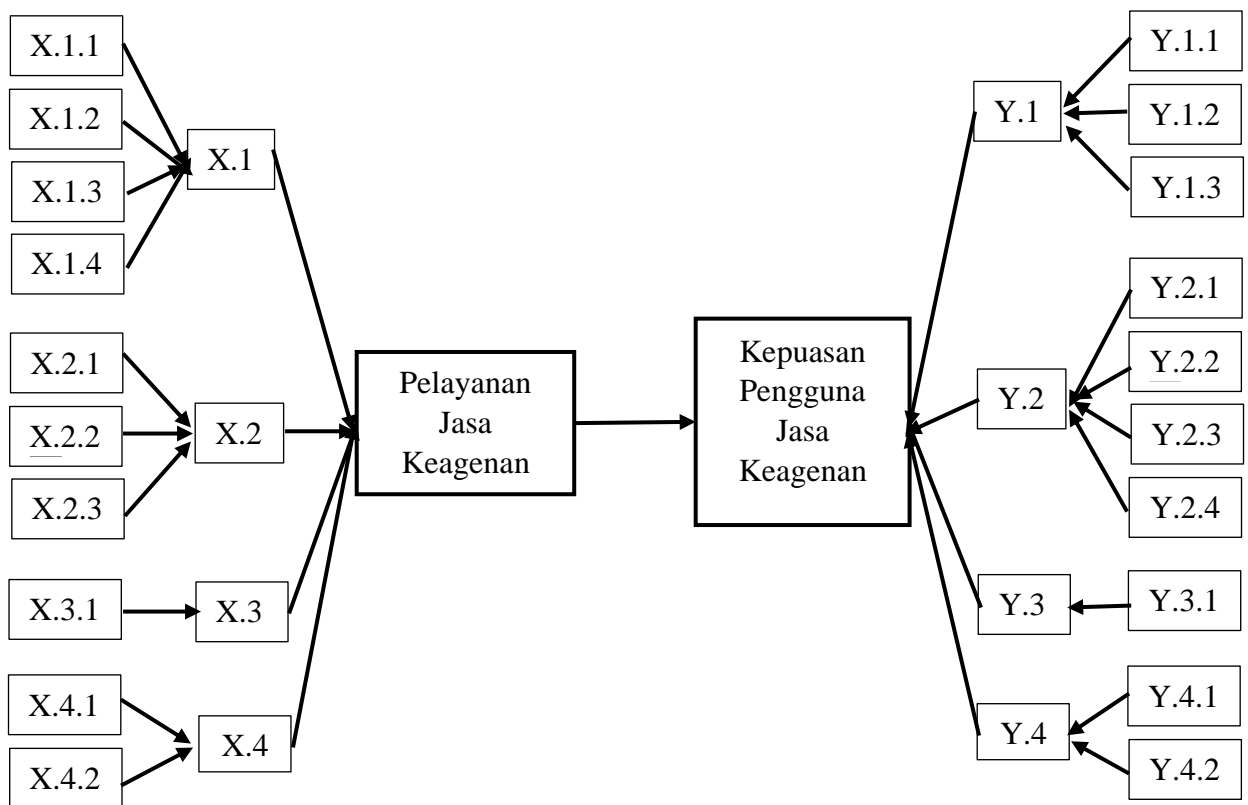 X.1.1
X.1.2
X.1.3
X.1.4
X.1
X.2.1
X.2.2
X.2.3
X.2
X.3.1
X.3
X.4.1
X.4.2
X.4
Pelayanan
Jasa
Keagenan
Kepuasan
Pengguna
Jasa
Keagenan
Y.1
Y.1.1
Y.1.2
Y.1.3
Y.2
Y.2.1
Y.2.2
Y.2.3
Y.2.4
Y.3
Y.3.1
Y.4
Y.4.1
Y.4.2